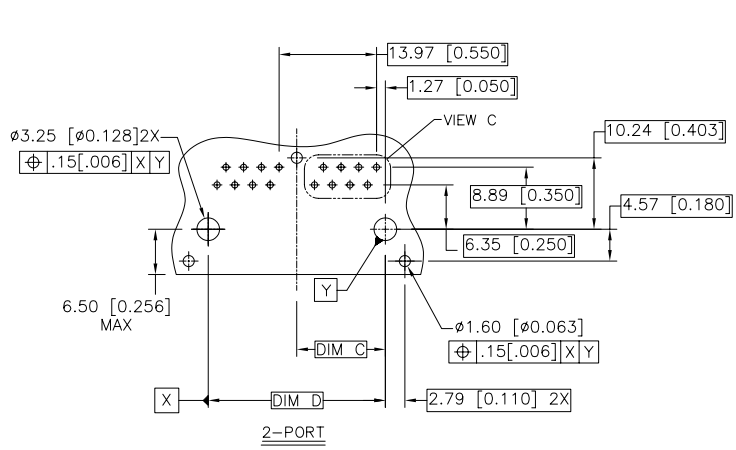 13.97 [0.550]
1.27 [0.050]
VIEW C
10.24 [0.403]
ø3.25 [ø0.128]2X
⌖ .15[.006] X Y
8.89 [0.350]
4.57 [0.180]
6.35 [0.250]
Y
6.50 [0.256]
MAX
ø1.60 [ø0.063]
⌖ .15[.006] X Y
DIM C
X
DIM D
2.79 [0.110] 2X
2-PORT